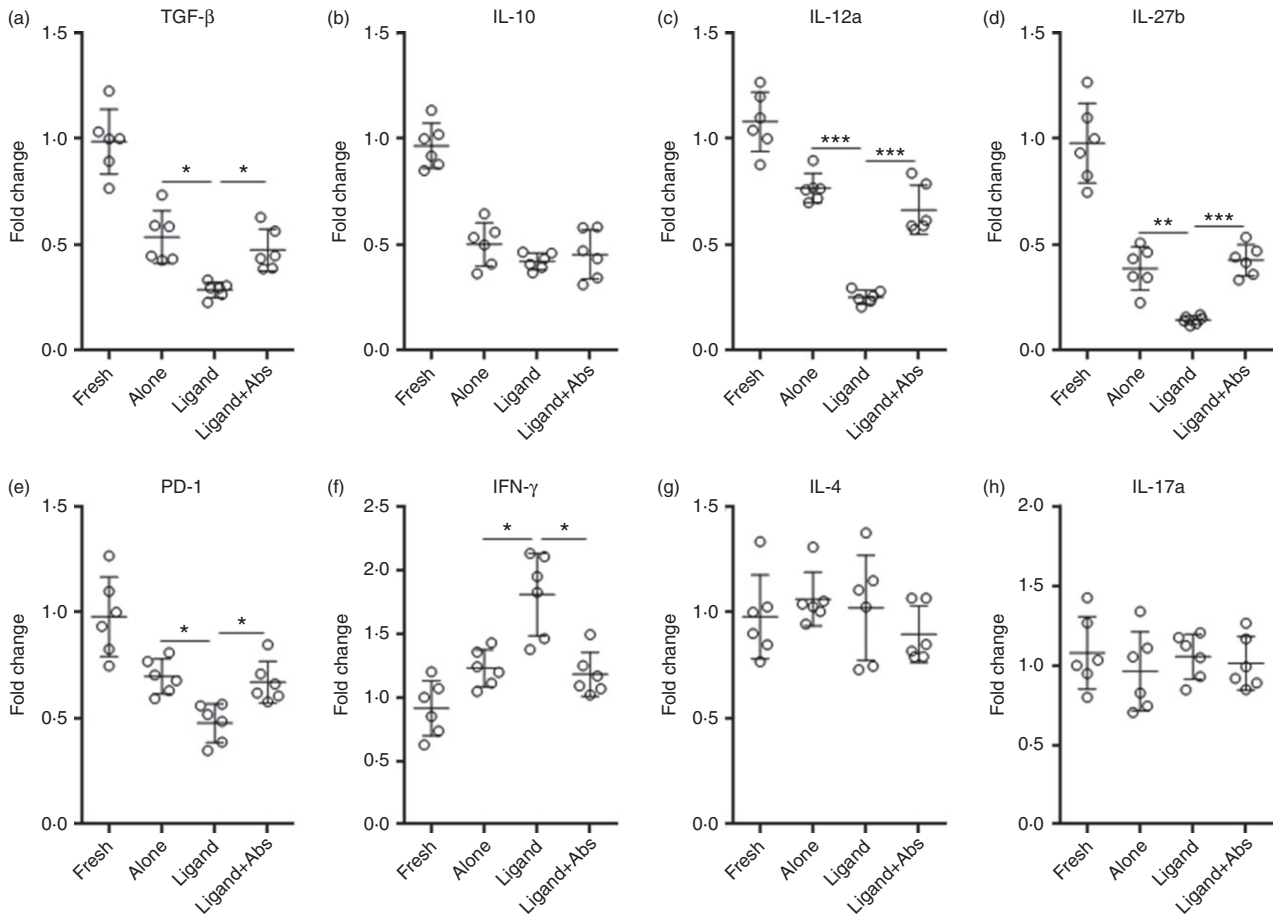 (a) TGF-β
Fold change
1·5
1·0
0·5
0·0
* *
Fresh Alone Ligand Ligand+Abs
(b) IL-10
Fold change
1·5
1·0
0·5
0·0
Fresh Alone Ligand Ligand+Abs
(c) IL-12a
Fold change
1·5
1·0
0·5
0·0
*** ***
Fresh Alone Ligand Ligand+Abs
(d) IL-27b
Fold change
1·5
1·0
0·5
0·0
** ***
Fresh Alone Ligand Ligand+Abs
(e) PD-1
Fold change
1·5
1·0
0·5
0·0
* *
Fresh Alone Ligand Ligand+Abs
(f) IFN-γ
Fold change
2·5
2·0
1·5
1·0
0·5
0·0
* *
Fresh Alone Ligand Ligand+Abs
(g) IL-4
Fold change
1·5
1·0
0·5
0·0
Fresh Alone Ligand Ligand+Abs
(h) IL-17a
Fold change
2·0
1·5
1·0
0·5
0·0
Fresh Alone Ligand Ligand+Abs